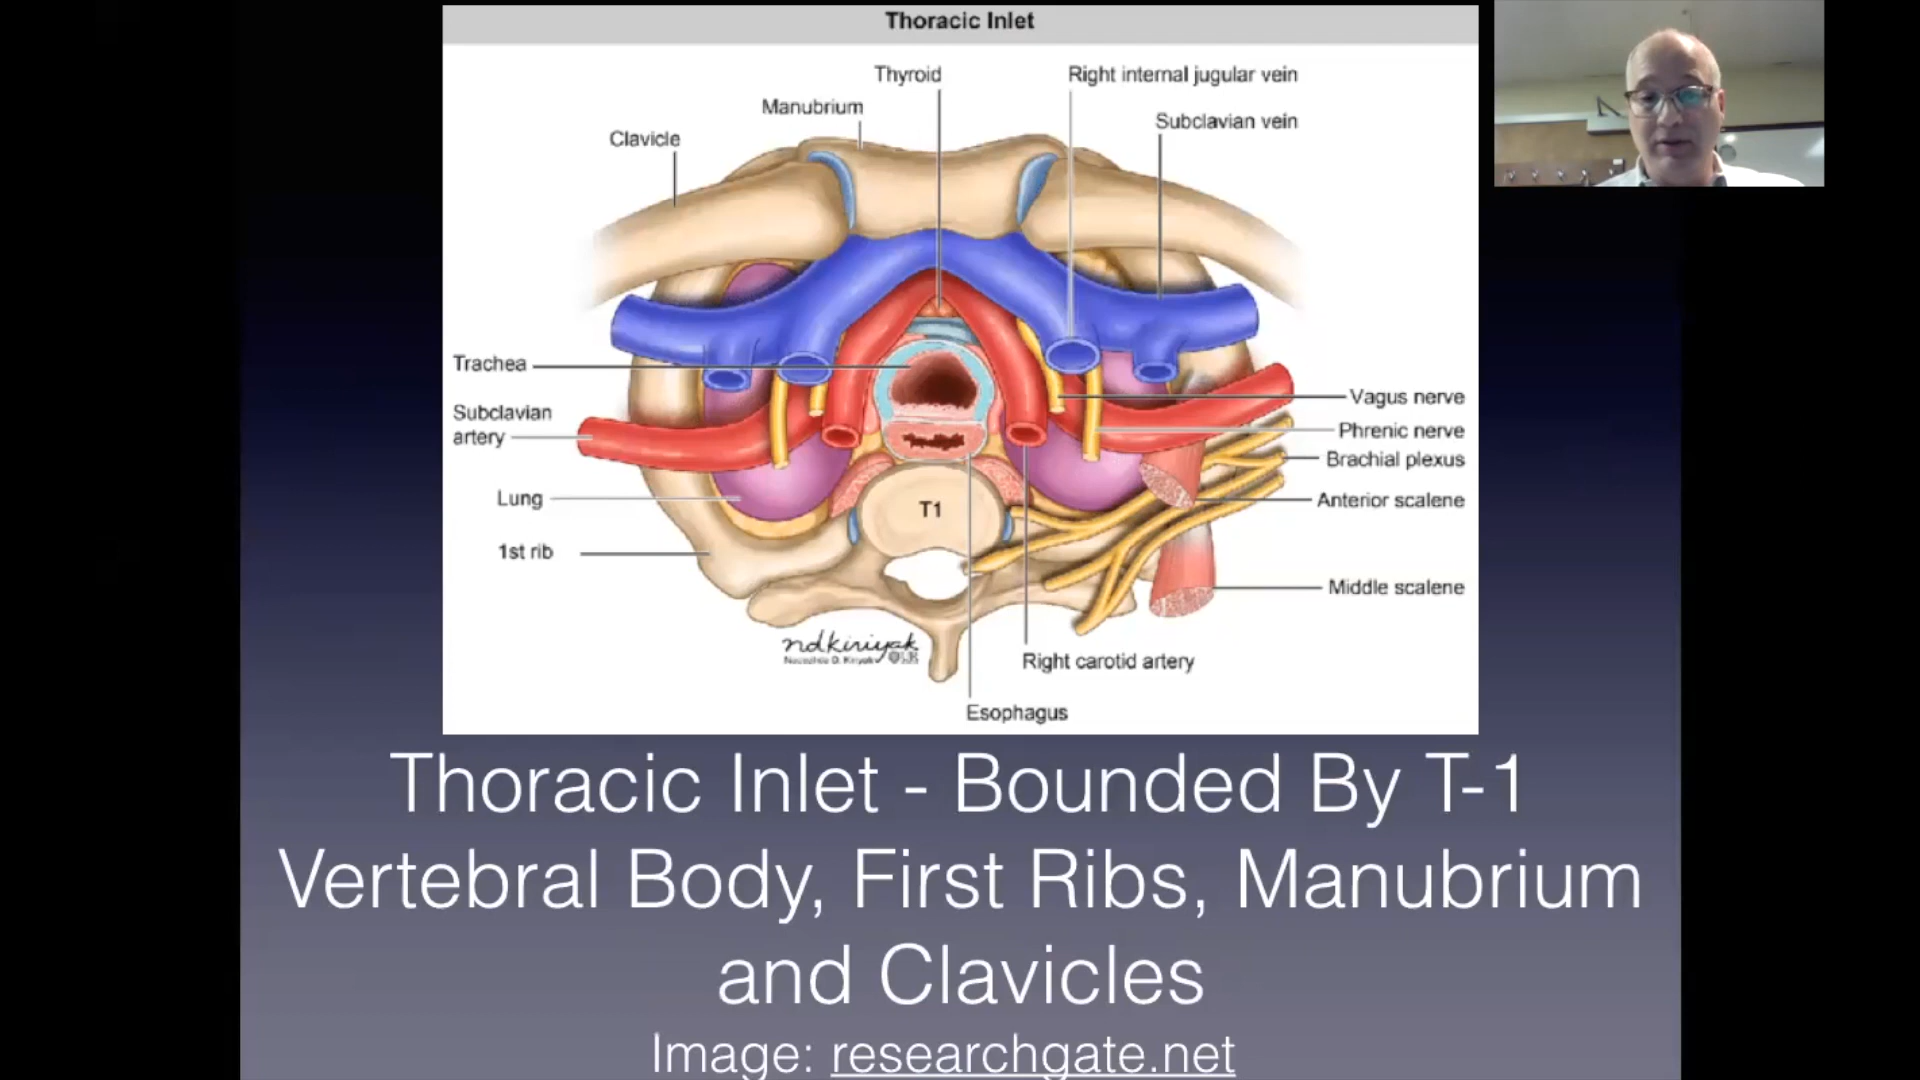 Thoracic Inlet
Thyroid
Right internal jugular vein
Manubrium
Subclavian vein
Clavicle
Trachea
Subclavian
artery
Vagus nerve
Phrenic nerve
Brachial plexus
Lung
Anterior scalene
T1
1st rib
Middle scalene
ndkiriyak
Right carotid artery
Esophagus
Thoracic Inlet - Bounded By T-1
Vertebral Body, First Ribs, Manubrium
and Clavicles
Image: researchgate.net